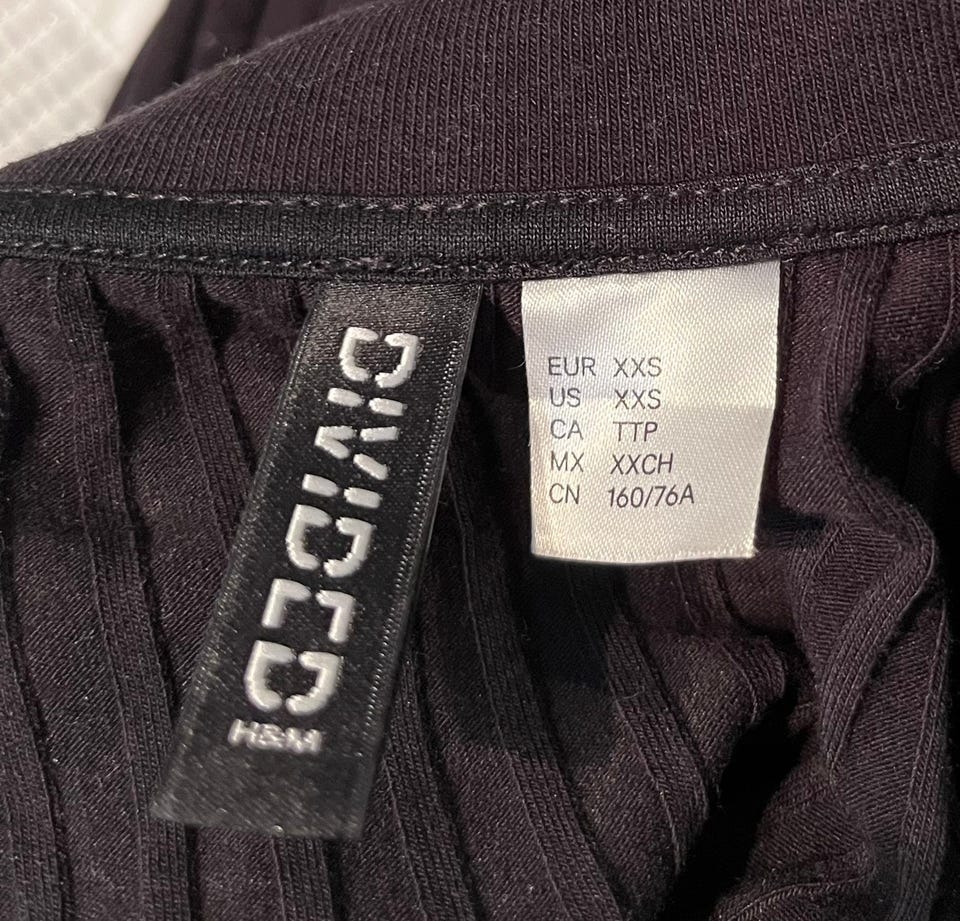 DIVIDED
H&M
EUR XXS
US XXS
CA TTP
MX XXCH
CN 160/76A